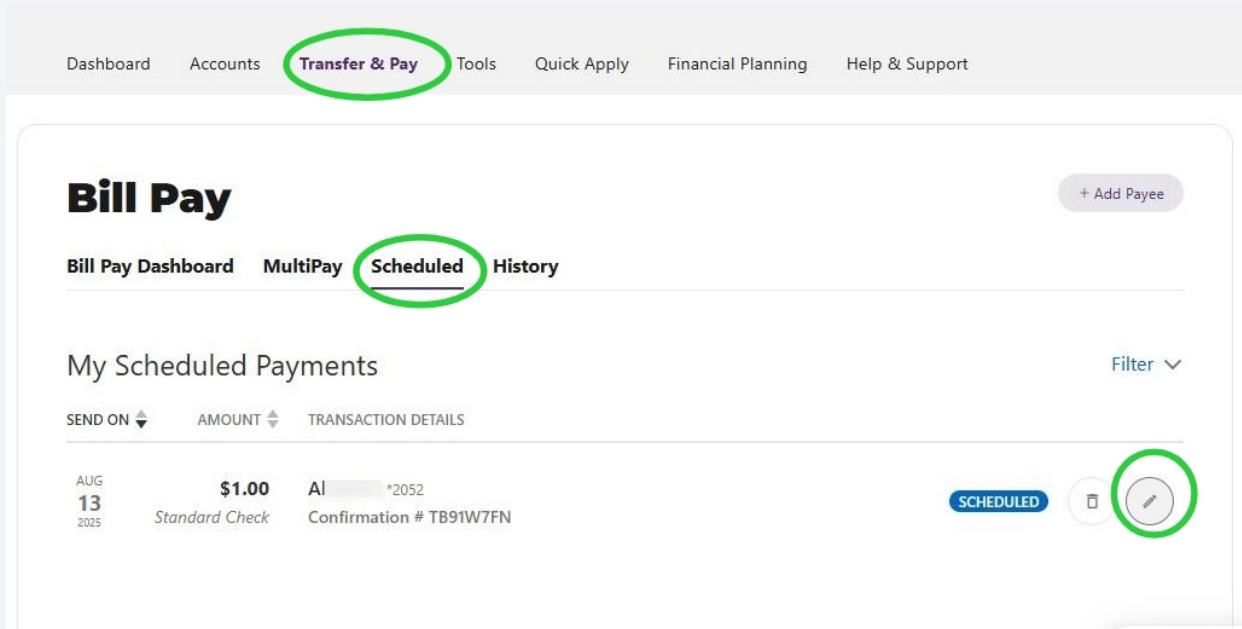 Dashboard Accounts Transfer & Pay Tools Quick Apply Financial Planning Help & Support
Bill Pay
+ Add Payee
Bill Pay Dashboard MultiPay Scheduled History
My Scheduled Payments
Filter
SEND ON AMOUNT TRANSACTION DETAILS
AUG
13
2025
$1.00
Standard Check
Al *2052
Confirmation # TB91W7FN
SCHEDULED